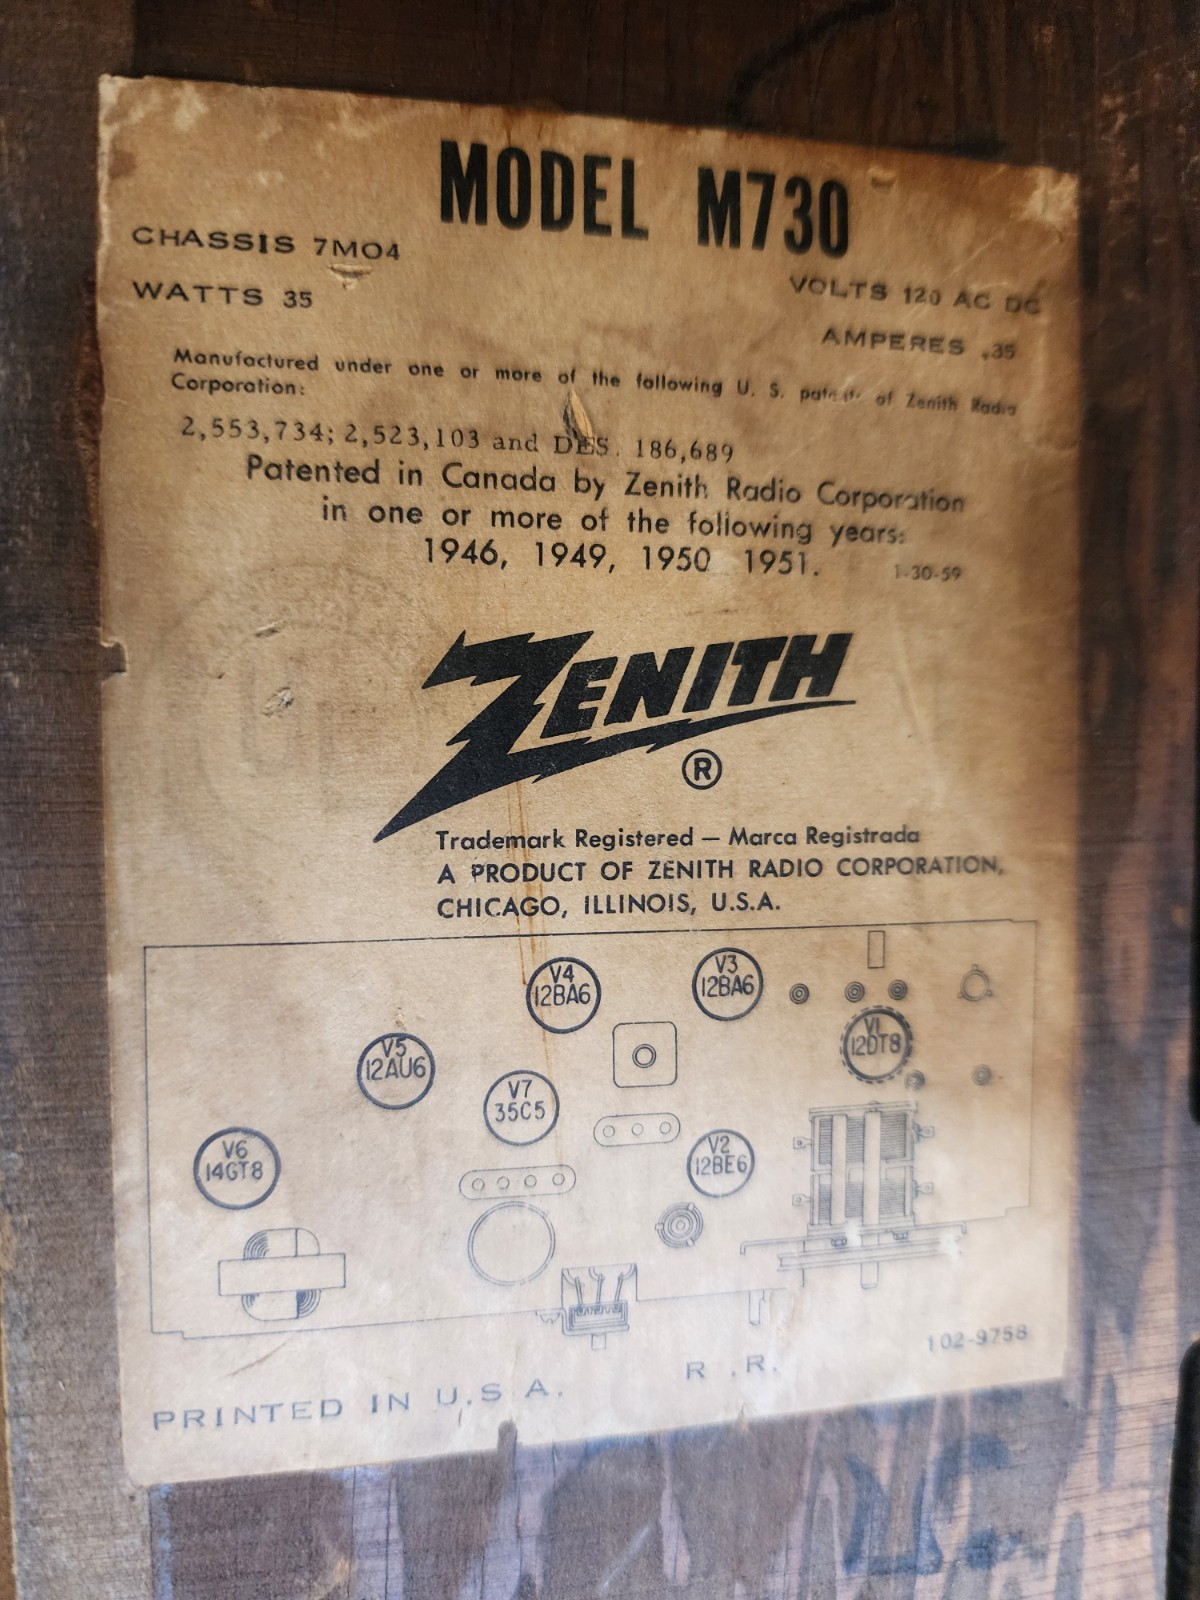 MODEL M730
CHASSIS 7MO4
WATTS 35
VOLTS 120 AC DC
AMPERES .35
Manufactured under one or more of the following U. S. patents of Zenith Radio
Corporation:
2,553,734; 2,523,103 and DES. 186,689
Patented in Canada by Zenith Radio Corporation
in one or more of the following years:
1946, 1949, 1950 1951.
1-30-59
ZENITH
®
Trademark Registered — Marca Registrada
A PRODUCT OF ZENITH RADIO CORPORATION,
CHICAGO, ILLINOIS, U.S.A.
V4
12BA6
V3
12BA6
V1
12DT8
V5
12AU6
V7
35C5
V2
12BE6
V6
14GT8
102-9758
R .R.
PRINTED IN U.S A.